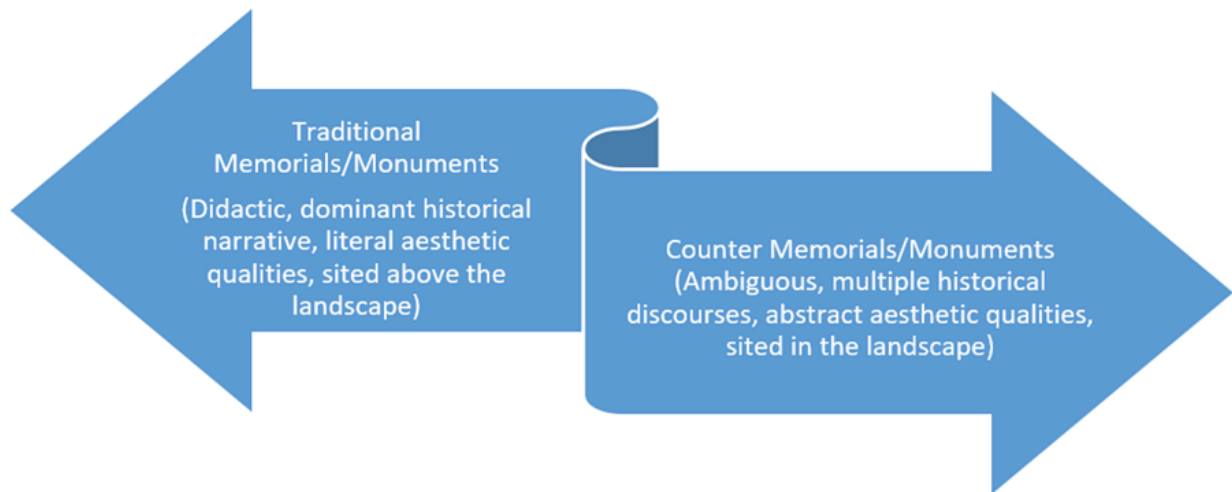 Traditional
Memorials/Monuments
(Didactic, dominant historical
narrative, literal aesthetic
qualities, sited above the
landscape)
Counter Memorials/Monuments
(Ambiguous, multiple historical
discourses, abstract aesthetic qualities,
sited in the landscape)